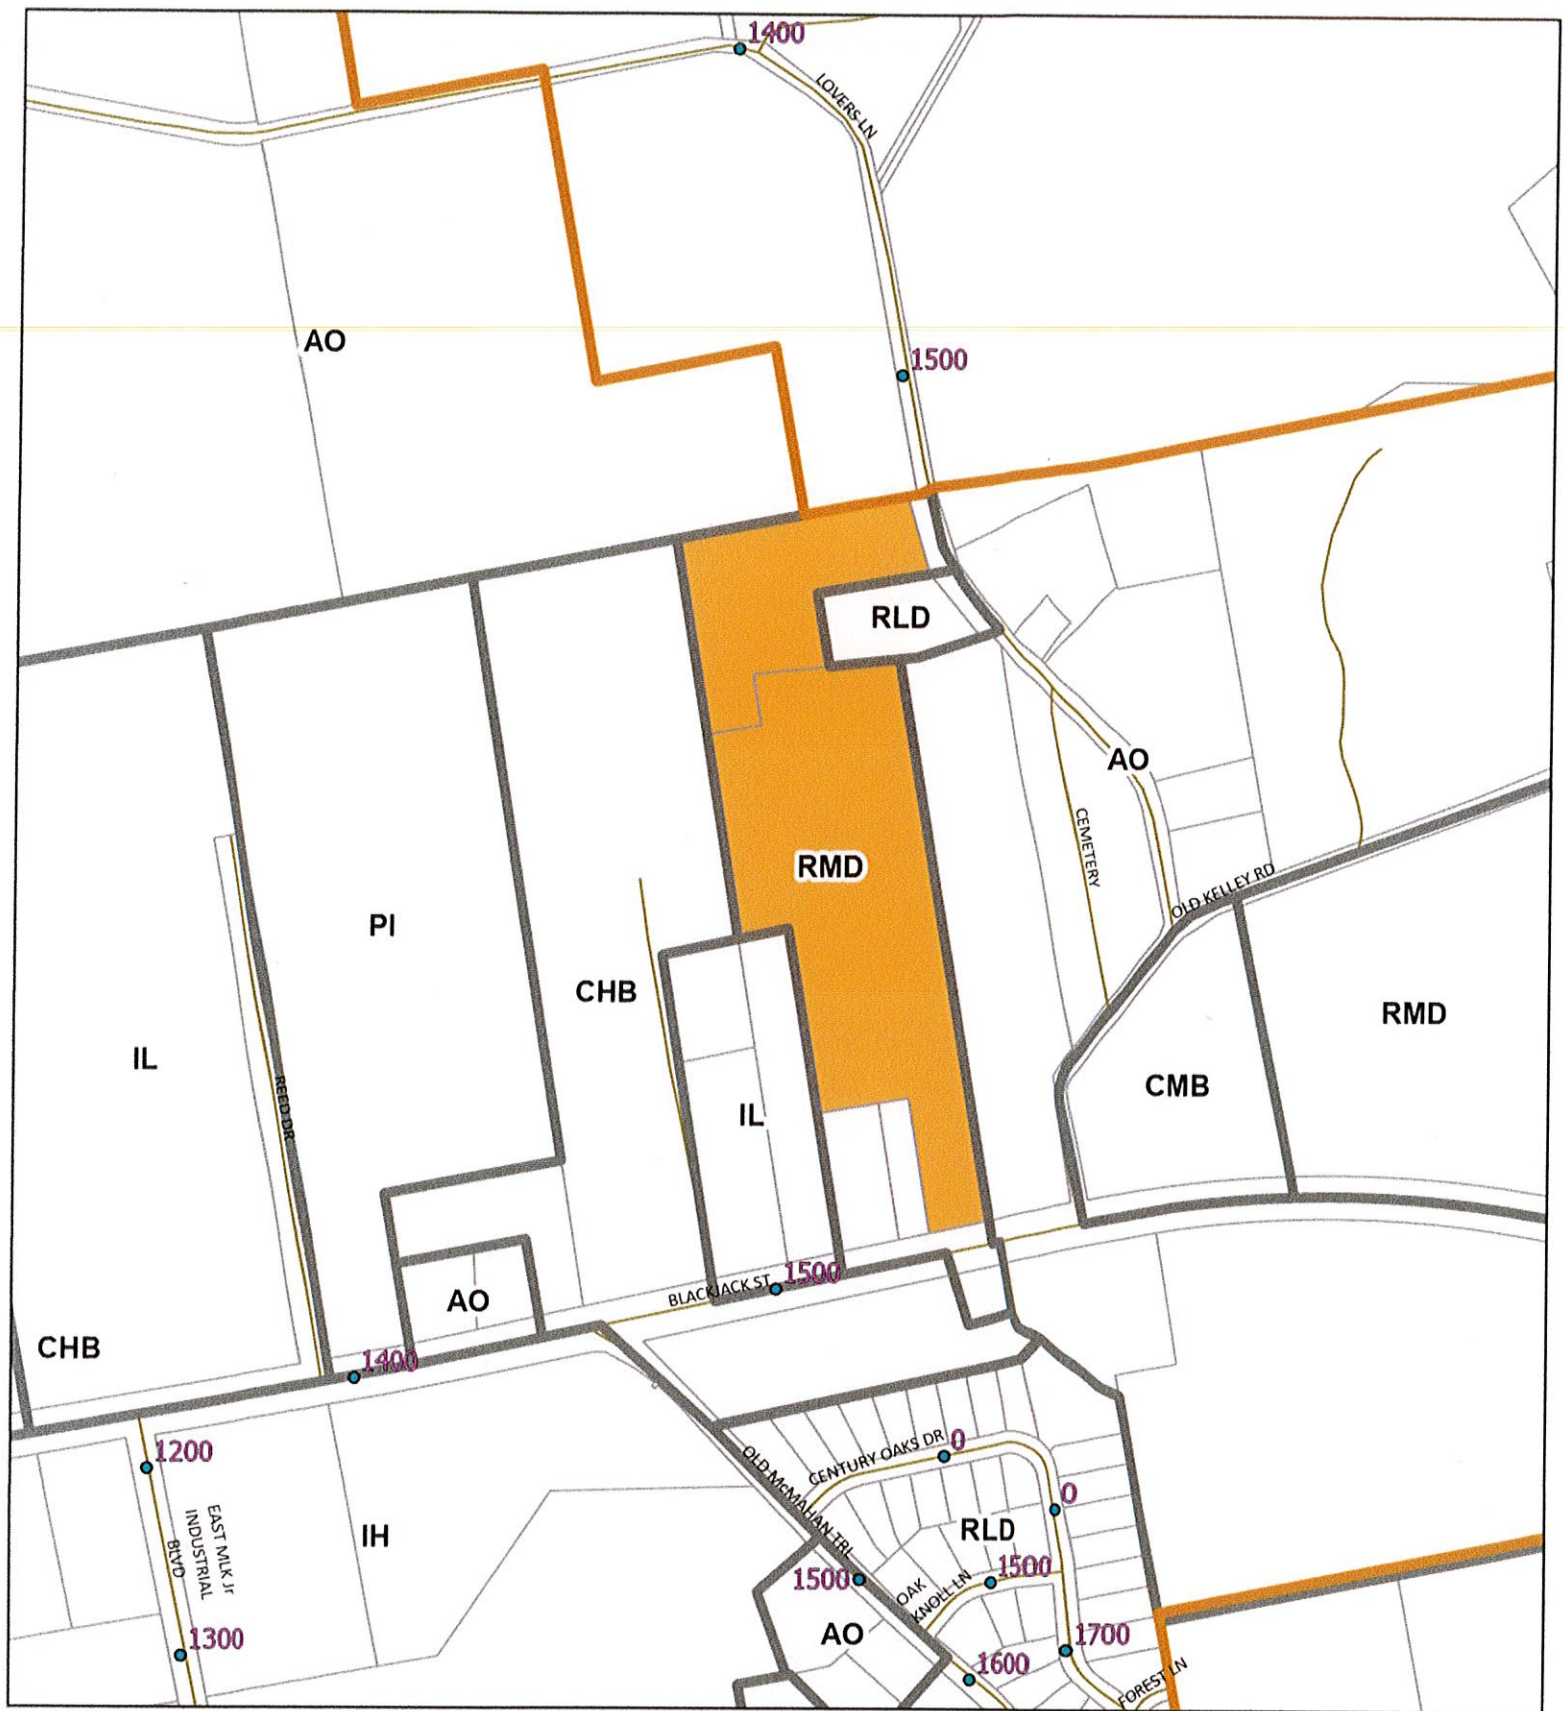 1400
LOVERS LN
AO
1500
RLD
AO
CEMETERY
RMD
OLD KELLEY RD
PI
CHB
RMD
IL
CMB
REED DR
IL
1500
BLACKJACK ST
AO
CHB
1400
1200
CENTURY OAKS DR
0
OLD McMAHAN TRL
0
EAST MLK Jr
INDUSTRIAL
BLVD
IH
RLD
1500
1500
OAK
KNOLL LN
AO
1300
1700
1600
FOREST LN